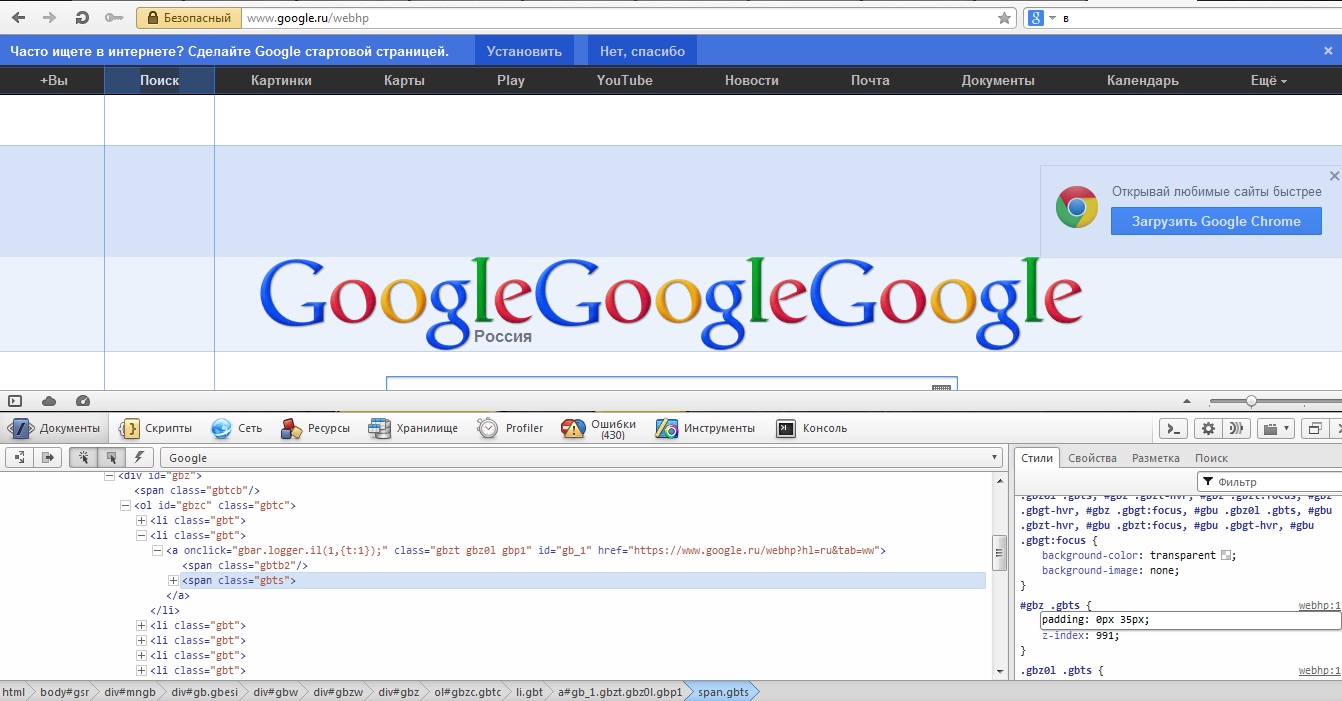 Безопасный www.google.ru/webhp в
Часто ищете в интернете? Сделайте Google стартовой страницей. Установить Нет, спасибо
+Вы Поиск Картинки Карты Play YouTube Новости Почта Документы Календарь Ещё
Открывай любимые сайты быстрее
Загрузить Google Chrome
GoogleGoogleGoogle
Россия
Документы Скрипты Сеть Ресурсы Хранилище Profiler Ошибки (430) Инструменты Консоль
Google
Стили Свойства Разметка Поиск
Фильтр
<div id="gbz">
<span class="gbtcb"/>
<ol id="gbzc" class="gbtc">
<li class="gbt">
<li class="gbt">
<a onclick="gbar.logger.il(1,{t:1});" class="gbzt gbz0l gbp1" id="gb_1" href="https://www.google.ru/webhp?hl=ru&tab=ww">
<span class="gbtb2"/>
<span class="gbts">
</a>
</li>
<li class="gbt">
<li class="gbt">
<li class="gbt">
<li class="gbt">
.gbz0l .gbts, #gbz .gbzt-hvr, #gbz .gbzt:focus, #gbz
.gbgt-hvr, #gbz .gbgt:focus, #gbu .gbz0l .gbts, #gbu
.gbzt-hvr, #gbu .gbzt:focus, #gbu .gbgt-hvr, #gbu
.gbgt:focus {
background-color: transparent ;
background-image: none;
}
#gbz .gbts { webhp:1
padding: 0px 35px;
z-index: 991;
}
.gbz0l .gbts { webhp:1
html body#gsr div#mngb div#gb.gbesi div#gbw div#gbzw div#gbz ol#gbzc.gbtc li.gbt a#gb_1.gbzt.gbz0l.gbp1 span.gbts